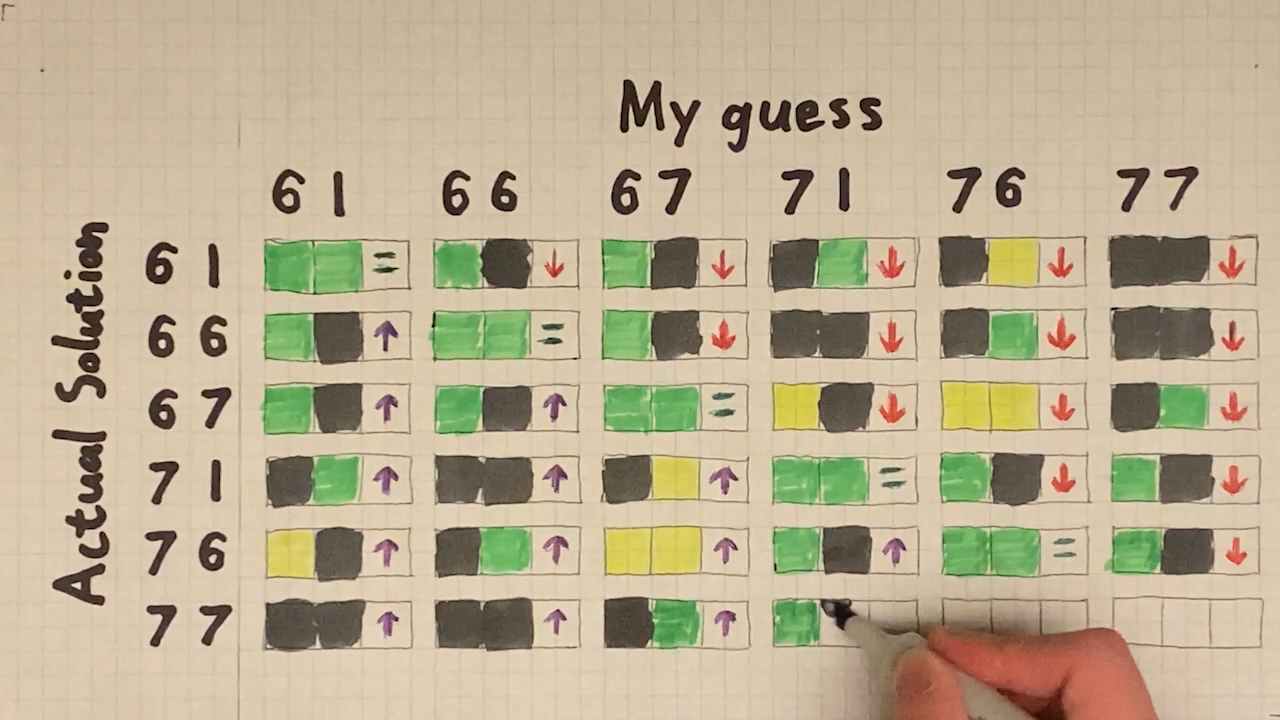 My guess
61 66 67 71 76 77
Actual Solution
61 = ↓ ↓ ↓ ↓ ↓
66 ↑ = ↓ ↓ ↓ ↓
67 ↑ ↑ = ↓ ↓ ↓
71 ↑ ↑ ↑ = ↓ ↓
76 ↑ ↑ ↑ ↑ = ↓
77 ↑ ↑ ↑